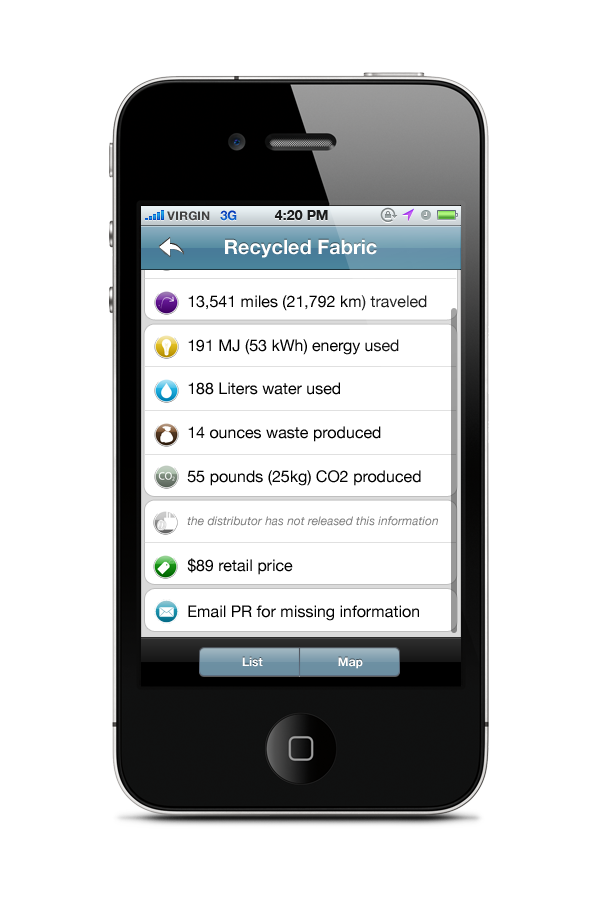 VIRGIN 3G 4:20 PM
Recycled Fabric
13,541 miles (21,792 km) traveled
191 MJ (53 kWh) energy used
188 Liters water used
14 ounces waste produced
CO₂ 55 pounds (25kg) CO2 produced
the distributor has not released this information
$89 retail price
Email PR for missing information
List Map